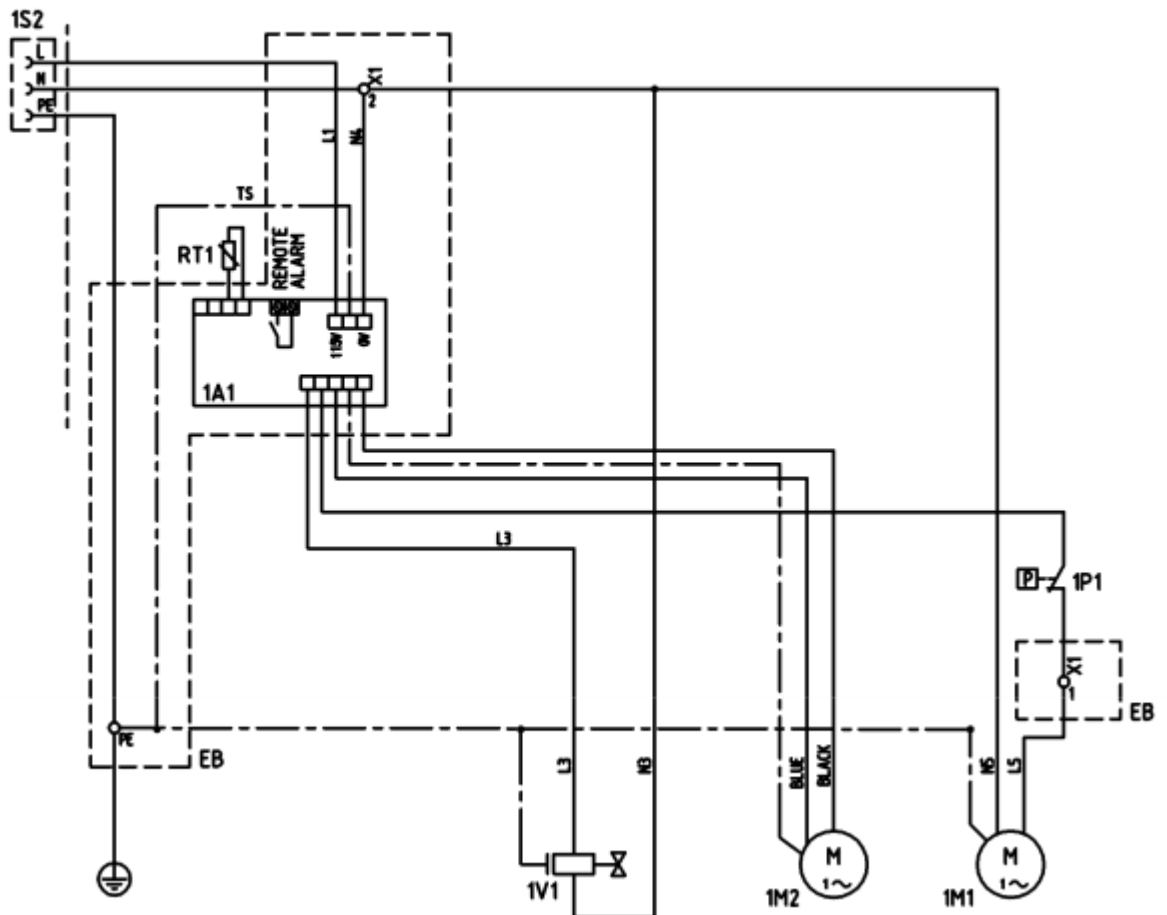 1S2
L
N
PE
X1
2
L1
N4
TS
RT1
REMOTE
ALARM
115V
0V
1A1
L3
P
1P1
X1
1
EB
PE
EB
L3
N3
BLUE
BLACK
N5
L5
1V1
M
1~
1M2
M
1~
1M1